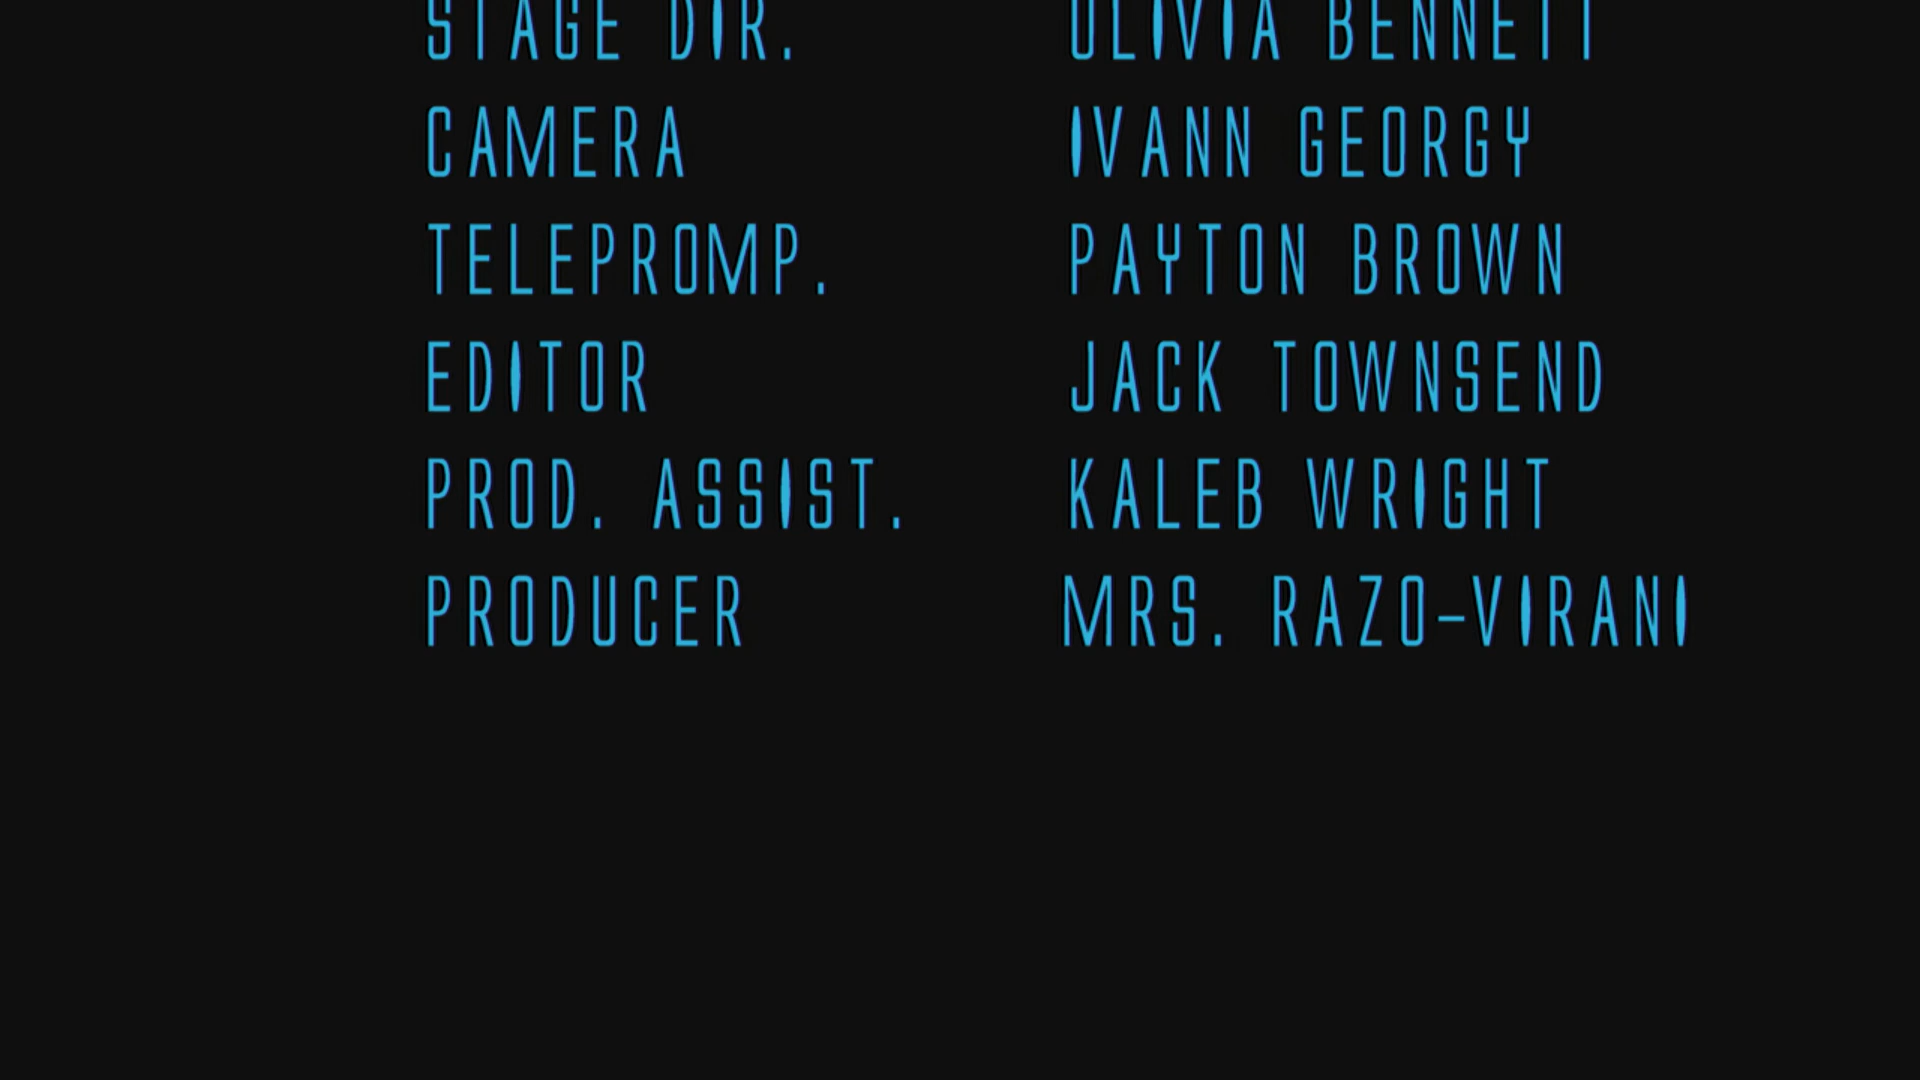 STAGE DIR. OLIVIA BENNETT
CAMERA IVANN GEORGY
TELEPROMP. PAYTON BROWN
EDITOR JACK TOWNSEND
PROD. ASSIST. KALEB WRIGHT
PRODUCER MRS. RAZO-VIRANI